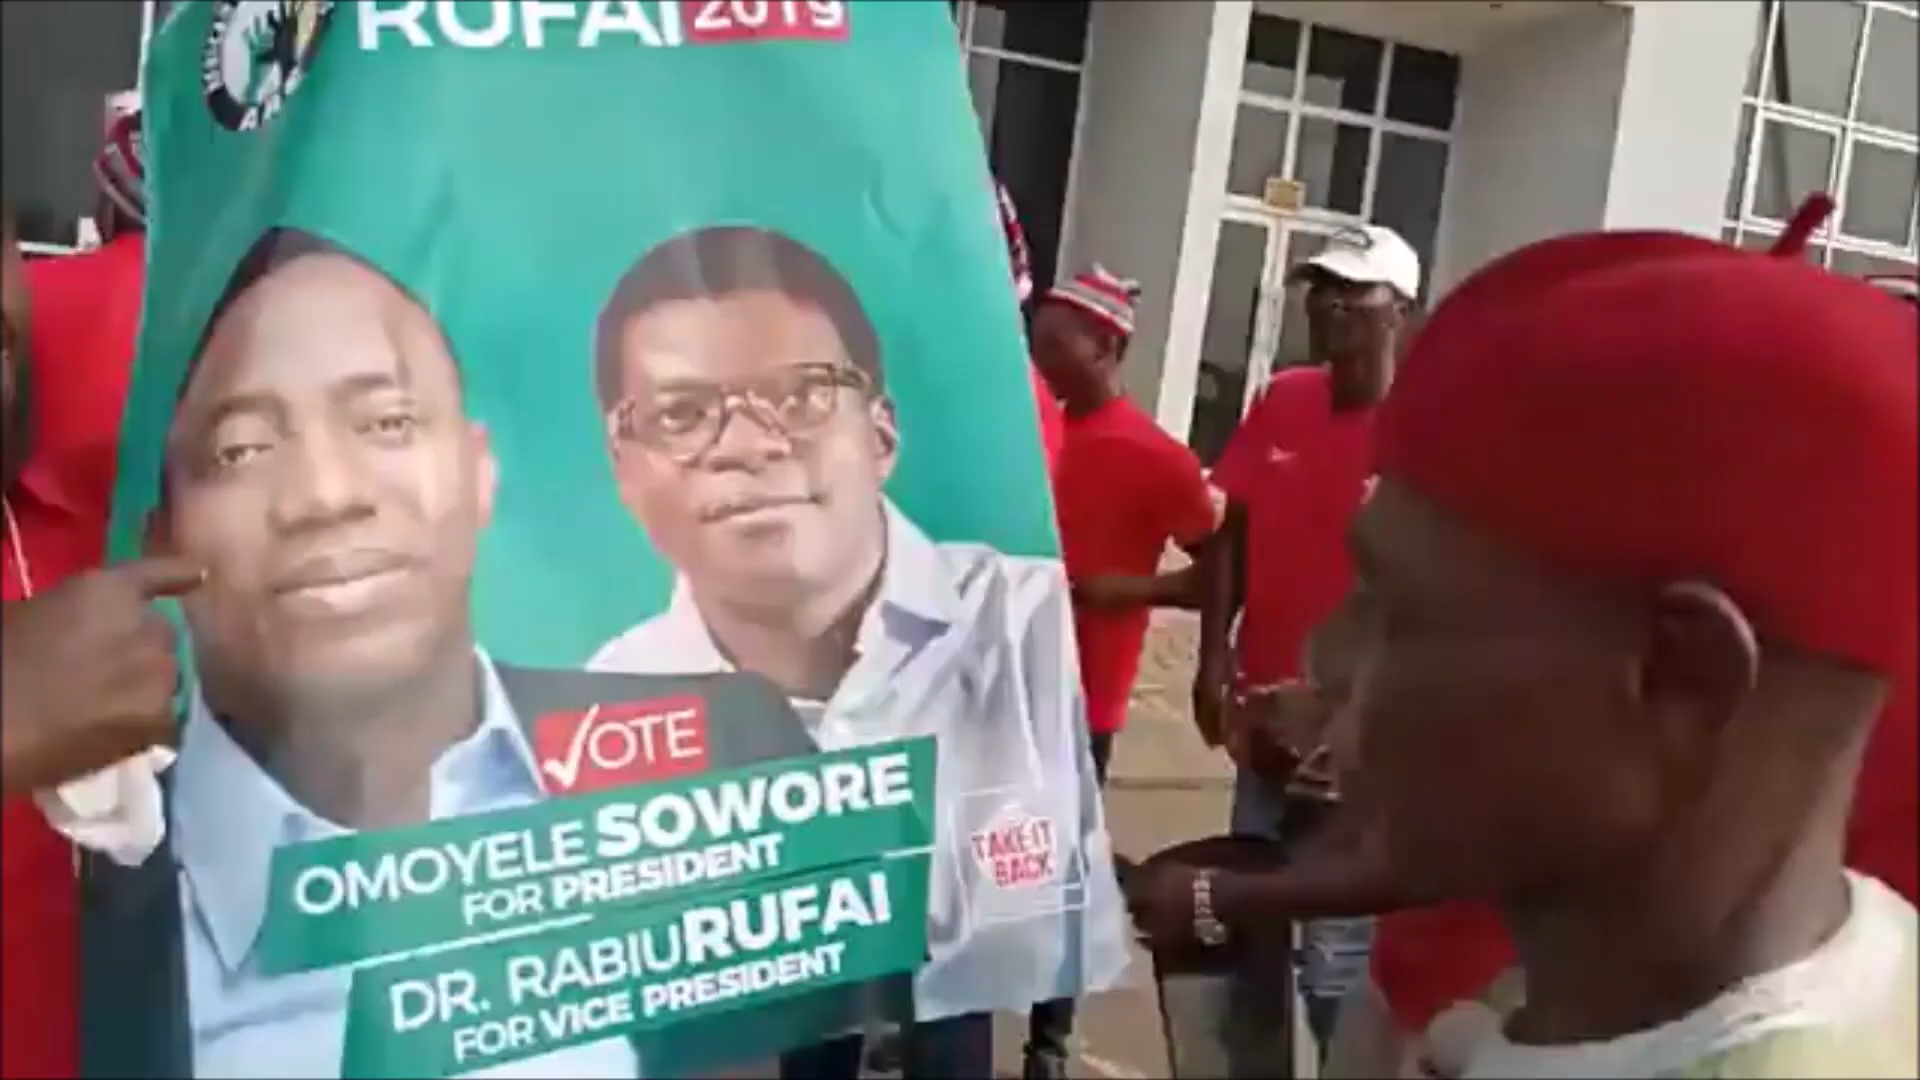 RUFAI 2019
VOTE
OMOYELE SOWORE
FOR PRESIDENT
DR. RABIU RUFAI
FOR VICE PRESIDENT
TAKE IT
BACK